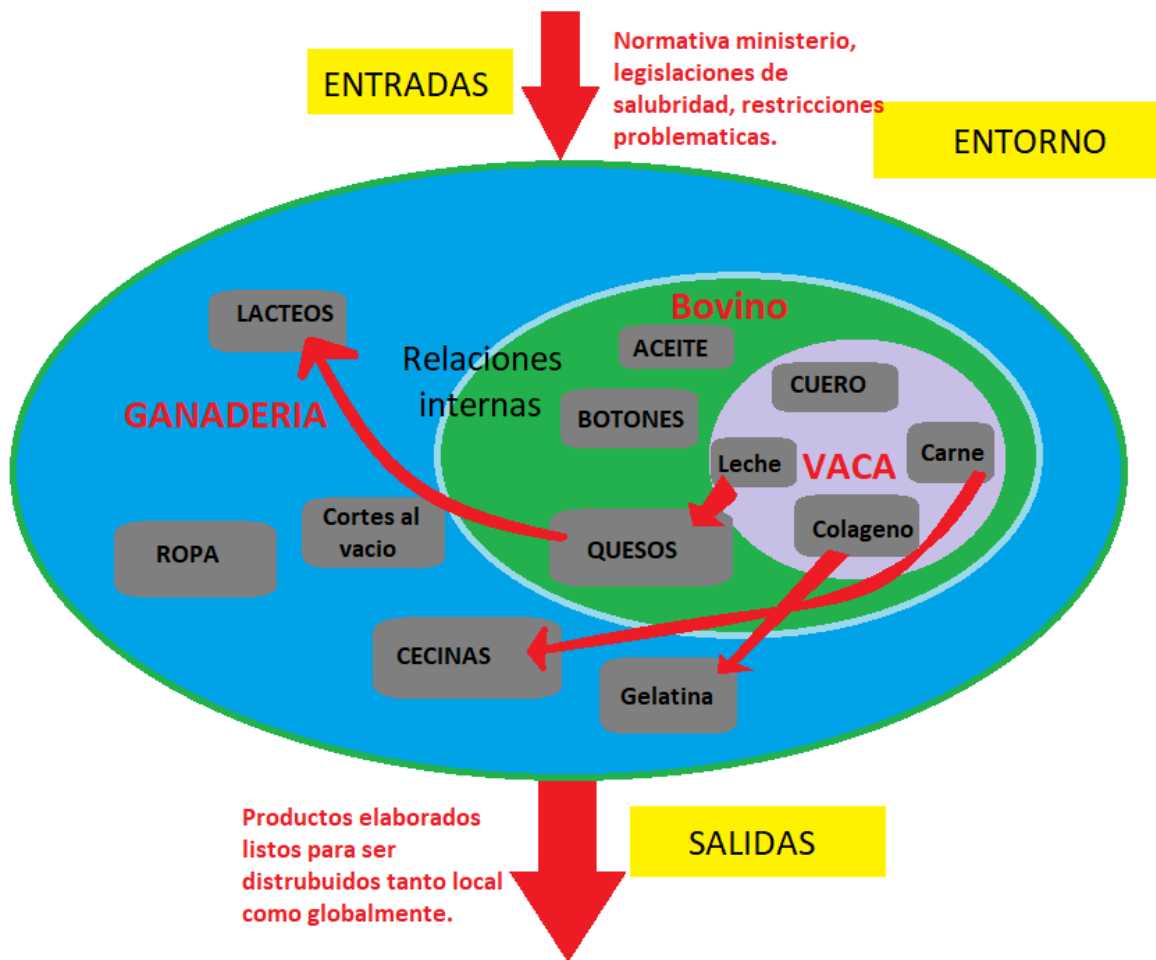 ENTRADAS
Normativa ministerio,
legislaciones de
salubridad, restricciones
problematicas.
ENTORNO
LACTEOS
GANADERIA
Relaciones
internas
Bovino
ACEITE
BOTONES
CUERO
Leche
VACA
Carne
Colageno
QUESOS
Cortes al
vacio
ROPA
CECINAS
Gelatina
Productos elaborados
listos para ser
distrubuidos tanto local
como globalmente.
SALIDAS